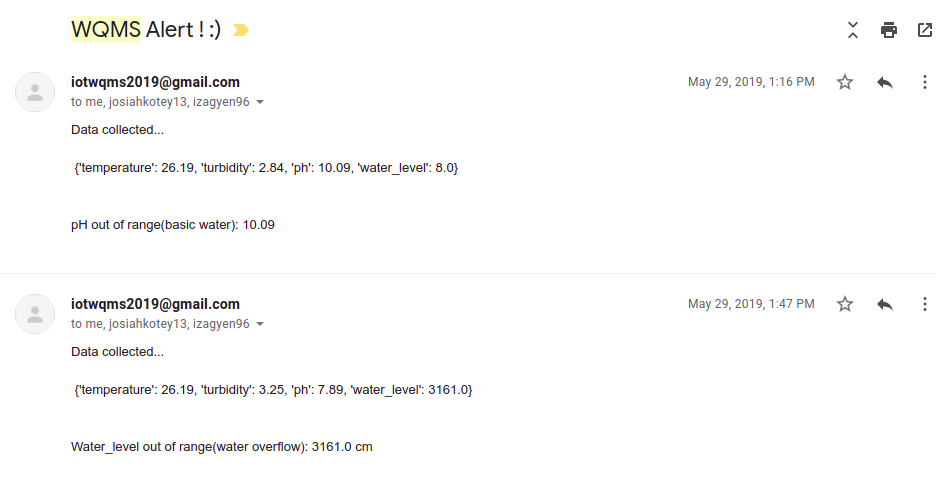 WQMS Alert ! :)
iotwqms2019@gmail.com
May 29, 2019, 1:16 PM
to me, josiahkotey13, izagyen96
Data collected...
{'temperature': 26.19, 'turbidity': 2.84, 'ph': 10.09, 'water_level': 8.0}
pH out of range(basic water): 10.09
iotwqms2019@gmail.com
May 29, 2019, 1:47 PM
to me, josiahkotey13, izagyen96
Data collected...
{'temperature': 26.19, 'turbidity': 3.25, 'ph': 7.89, 'water_level': 3161.0}
Water_level out of range(water overflow): 3161.0 cm